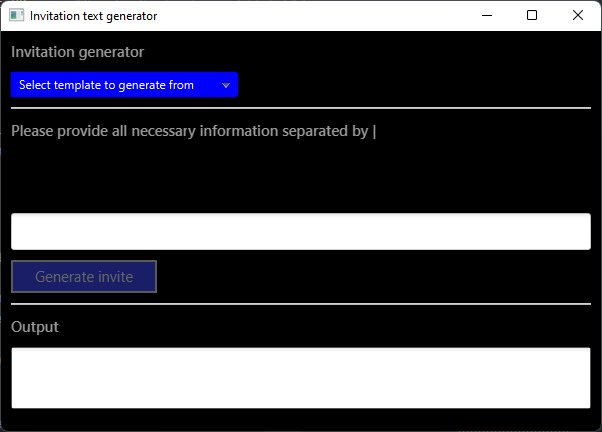 Invitation text generator
Invitation generator
Select template to generate from
Please provide all necessary information separated by |
Generate invite
Output